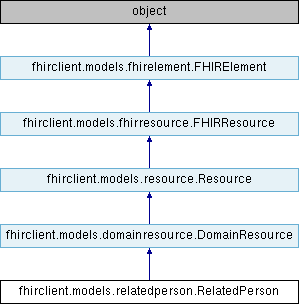 object
fhirclient.models.fhirelement.FHIRElement
fhirclient.models.fhirresource.FHIRResource
fhirclient.models.resource.Resource
fhirclient.models.domainresource.DomainResource
fhirclient.models.relatedperson.RelatedPerson